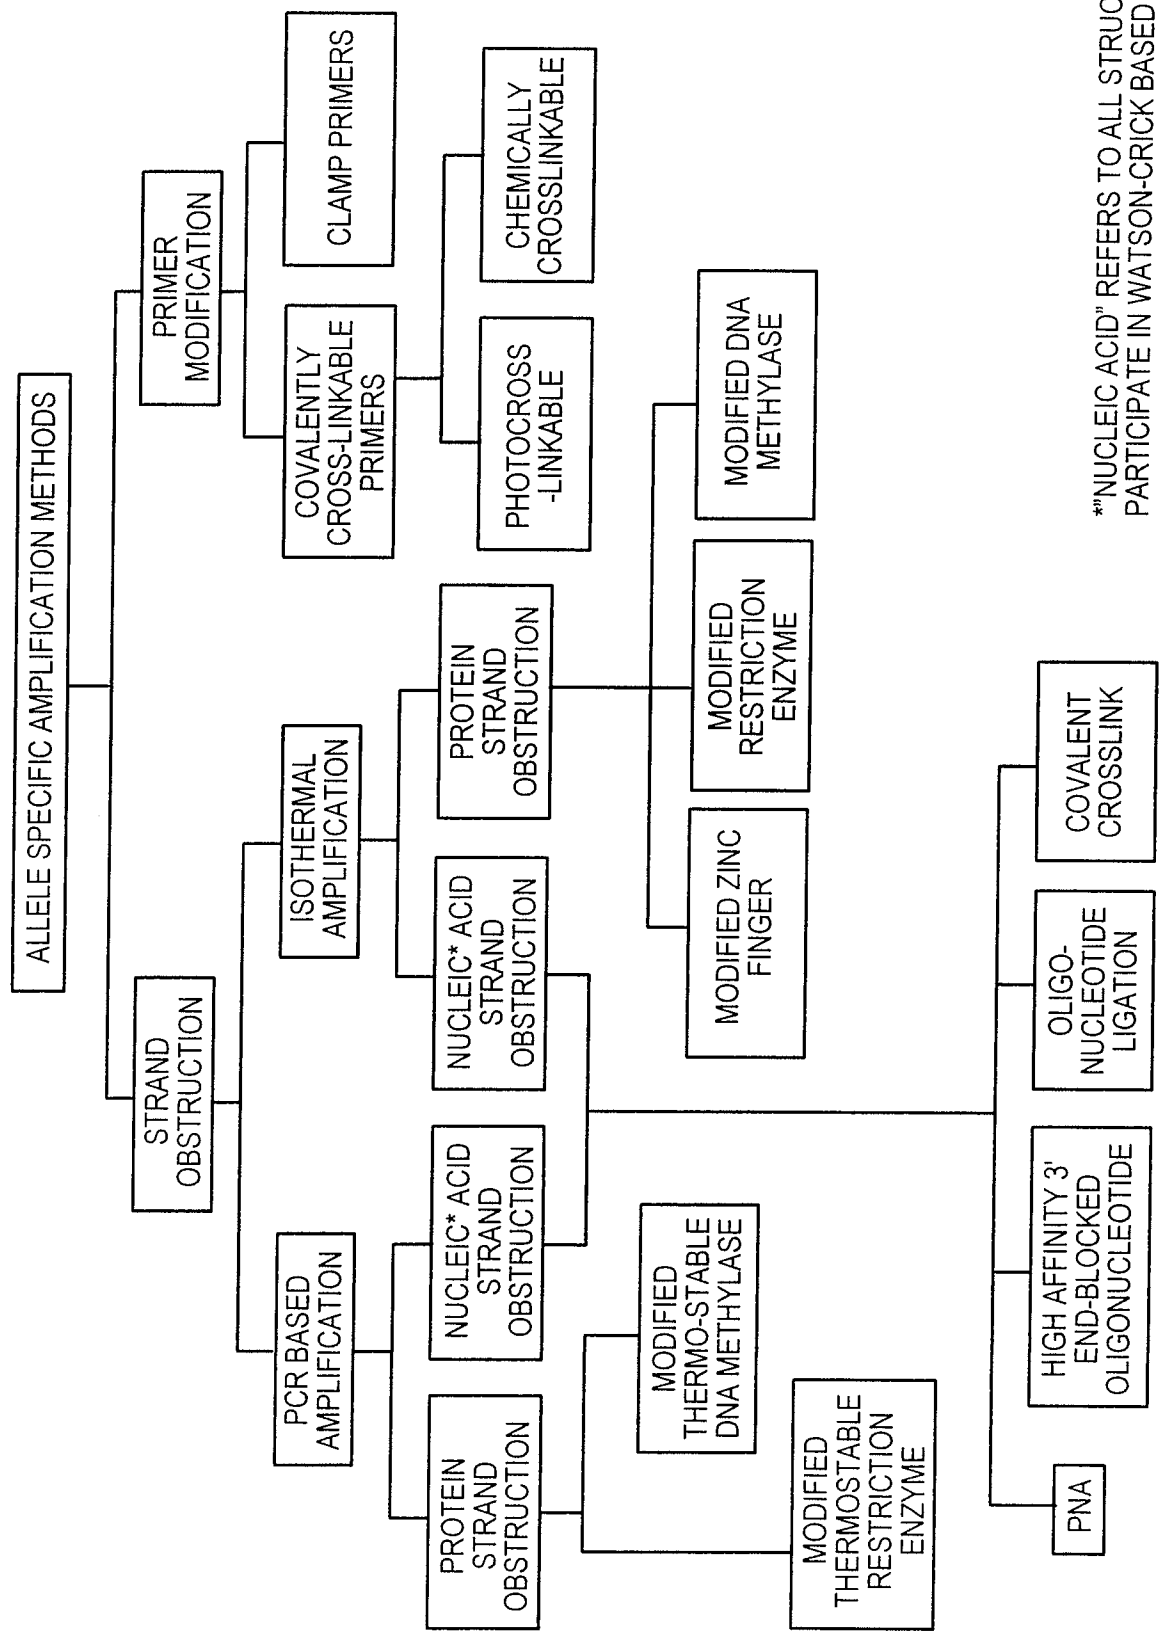 ALLELE SPECIFIC AMPLIFICATION METHODS
STRAND
OBSTRUCTION
PRIMER
MODIFICATION
PCR BASED
AMPLIFICATION
ISOTHERMAL
AMPLIFICATION
COVALENTLY
CROSS-LINKABLE
PRIMERS
CLAMP PRIMERS
PROTEIN
STRAND
OBSTRUCTION
NUCLEIC* ACID
STRAND
OBSTRUCTION
NUCLEIC* ACID
STRAND
OBSTRUCTION
PROTEIN
STRAND
OBSTRUCTION
PHOTOCROSS
-LINKABLE
CHEMICALLY
CROSSLINKABLE
MODIFIED
THERMO-STABLE
DNA METHYLASE
MODIFIED ZINC
FINGER
MODIFIED
RESTRICTION
ENZYME
MODIFIED DNA
METHYLASE
MODIFIED
THERMOSTABLE
RESTRICTION
ENZYME
PNA
HIGH AFFINITY 3'
END-BLOCKED
OLIGONUCLEOTIDE
OLIGO-
NUCLEOTIDE
LIGATION
COVALENT
CROSSLINK
*"NUCLEIC ACID" REFERS TO ALL
PARTICIPATE IN WATSON-CRICK BASED